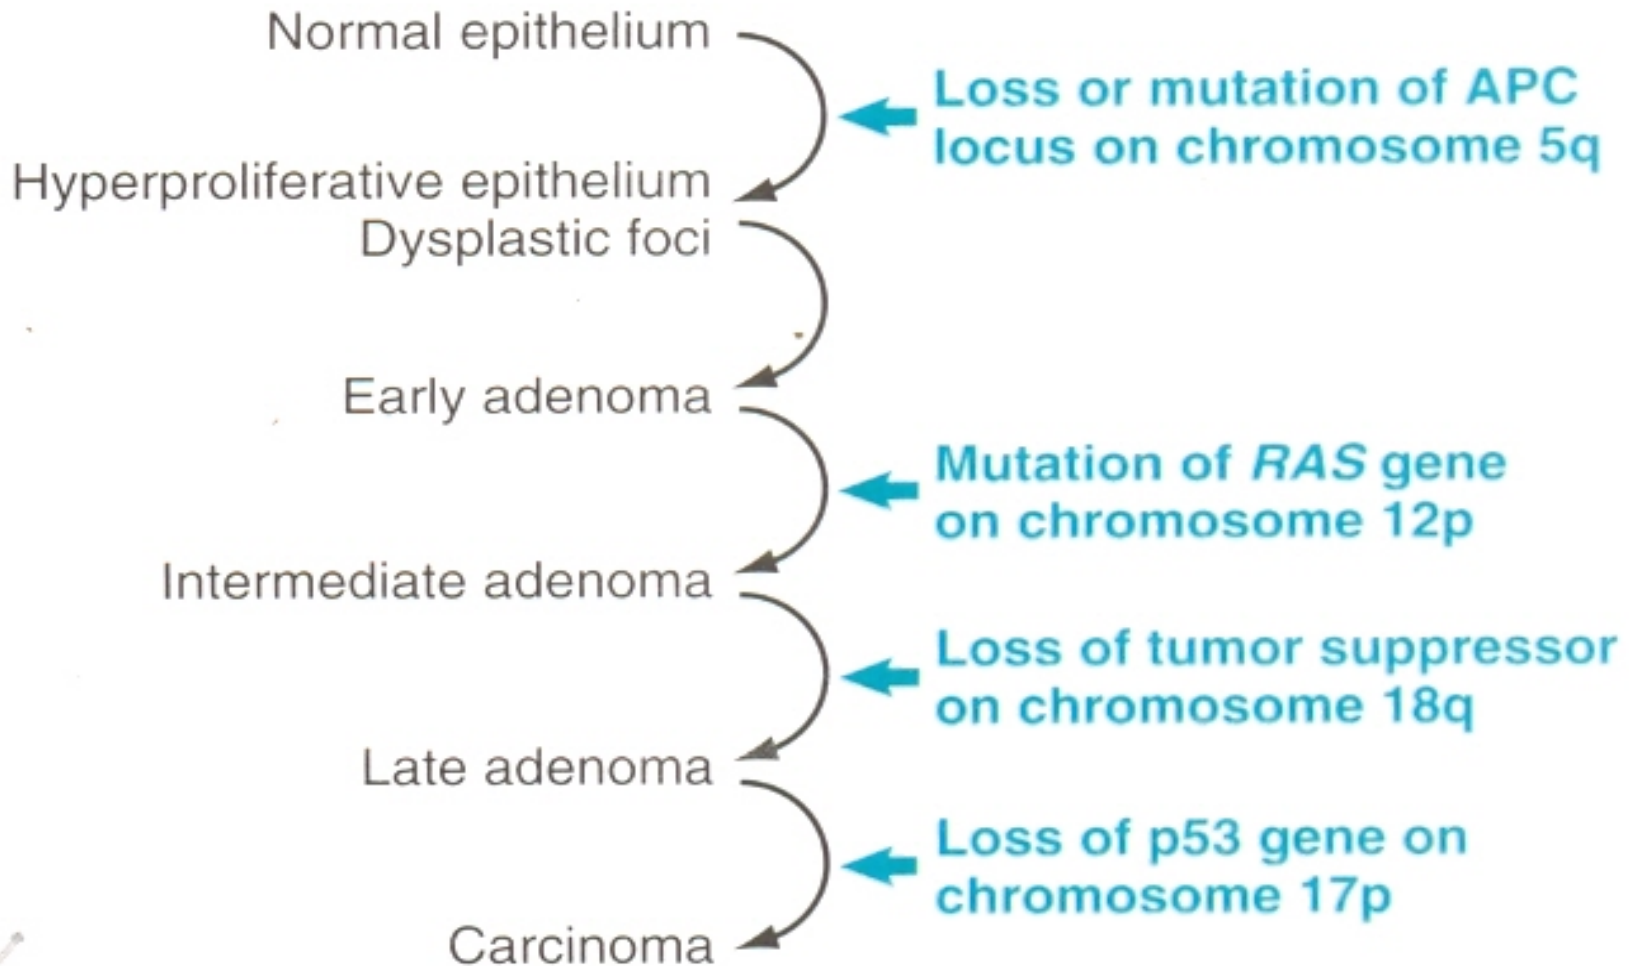 Normal epithelium
Loss or mutation of APC
locus on chromosome 5q
Hyperproliferative epithelium
Dysplastic foci
Early adenoma
Mutation of RAS gene
on chromosome 12p
Intermediate adenoma
Loss of tumor suppressor
on chromosome 18q
Late adenoma
Loss of p53 gene on
chromosome 17p
Carcinoma